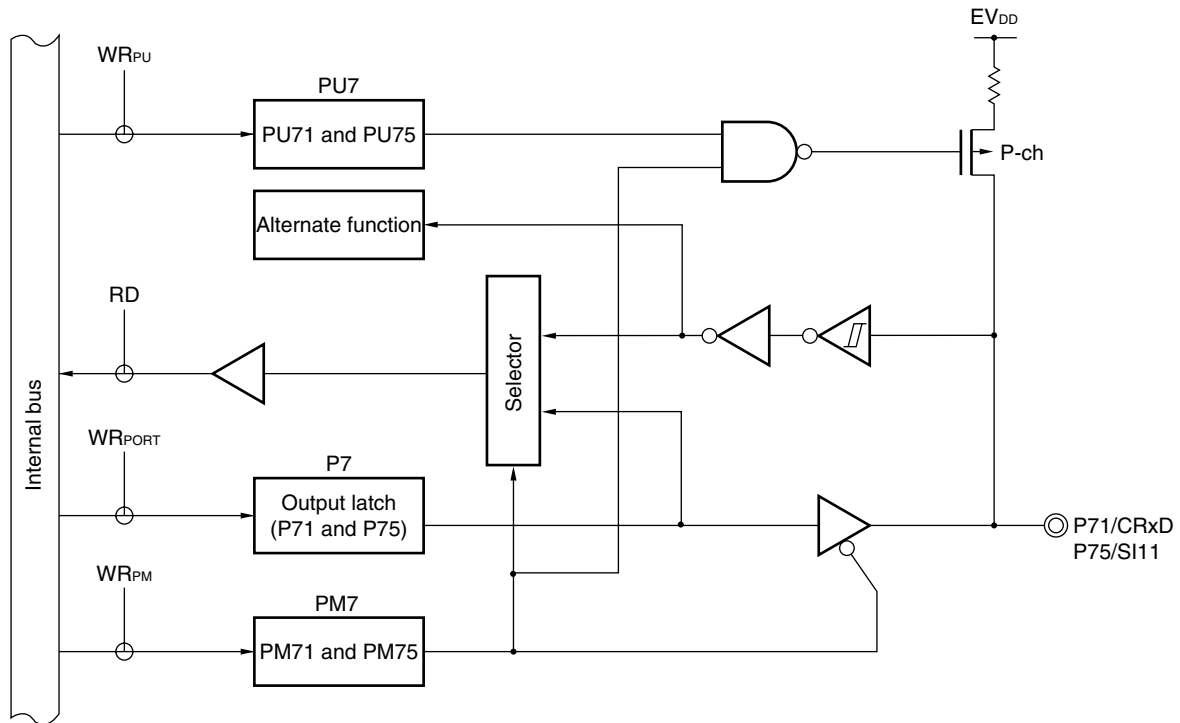 EVDD
WRPU
PU7
PU71 and PU75
P-ch
Alternate function
RD
Selector
Internal bus
WRPORT
P7
Output latch
(P71 and P75)
P71/CRxD
P75/SI11
WRPM
PM7
PM71 and PM75